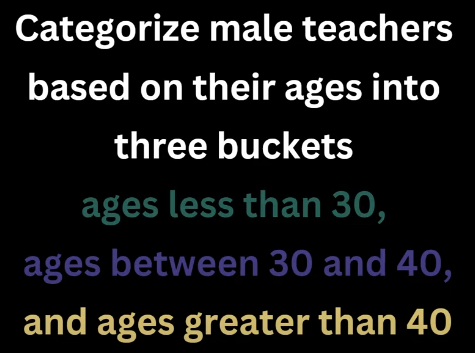 Categorize male teachers
based on their ages into
three buckets
ages less than 30,
ages between 30 and 40,
and ages greater than 40